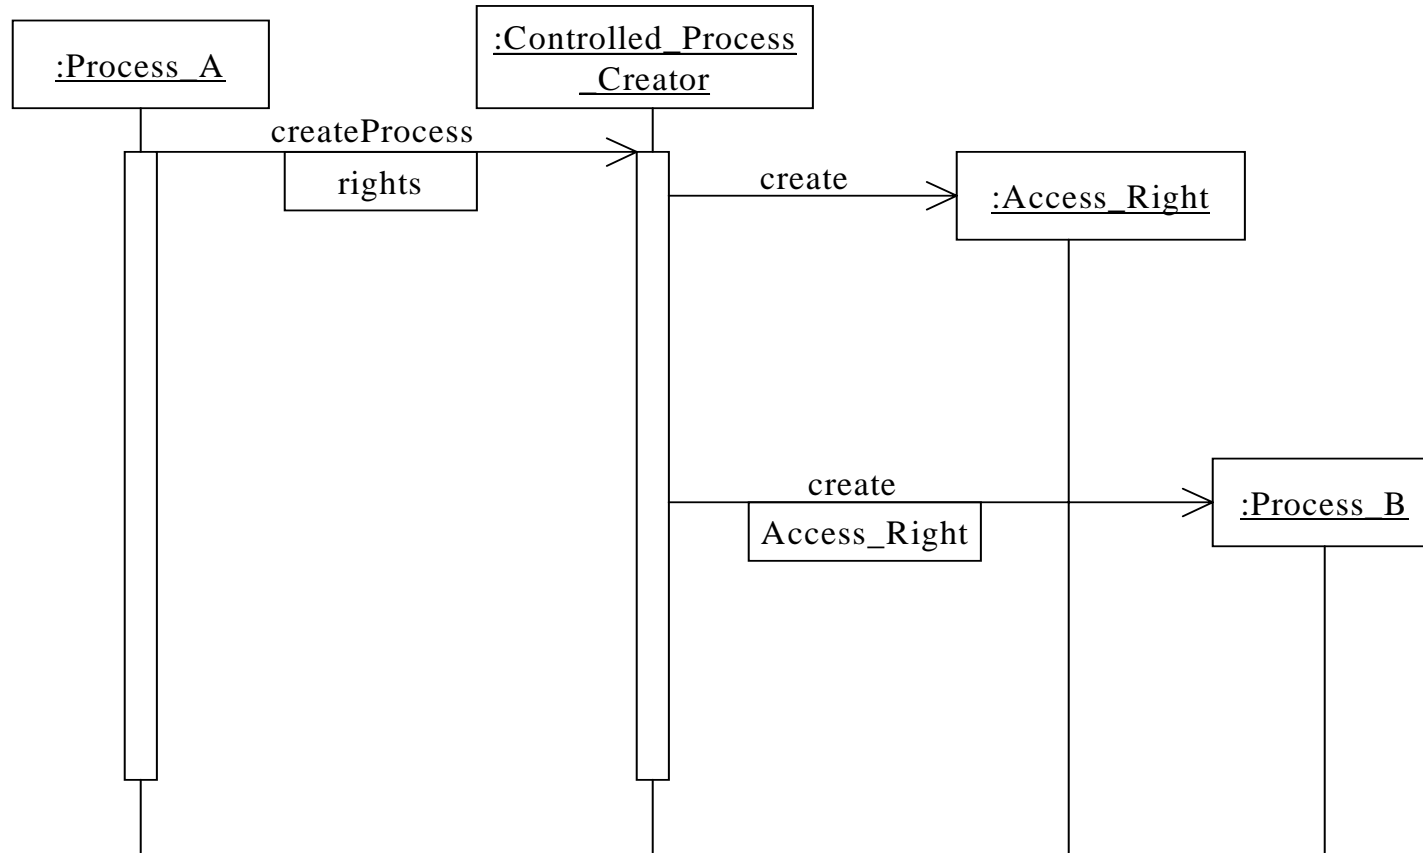 :Process_A
:Controlled_Process
_Creator
createProcess
rights
create
:Access_Right
create
Access_Right
:Process_B